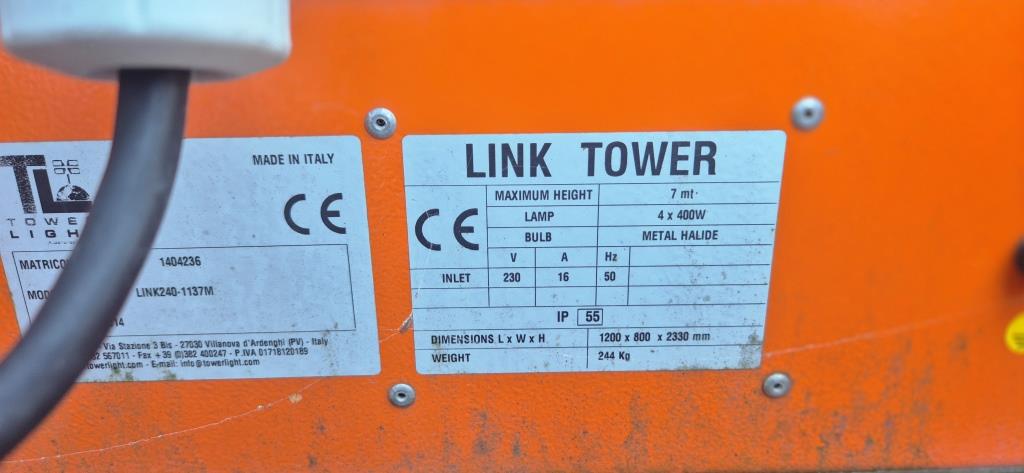 TL
TOWE
LIGH
MADE IN ITALY
CE
MATRICO
1404236
MOD
LINK240-1137M
14
Via Stazione 3 Bis - 27030 Villanova d'Ardenghi (PV) - Italy
567011 - Fax +39 (0)382 400247 - P.IVA 01718120189
towerlight.com - E-mail: info@towerlight.com
LINK TOWER
CE
MAXIMUM HEIGHT 7 mt.
LAMP 4 x 400W
BULB METAL HALIDE
V A Hz
INLET 230 16 50
IP 55
DIMENSIONS L x W x H 1200 x 800 x 2330 mm
WEIGHT 244 Kg